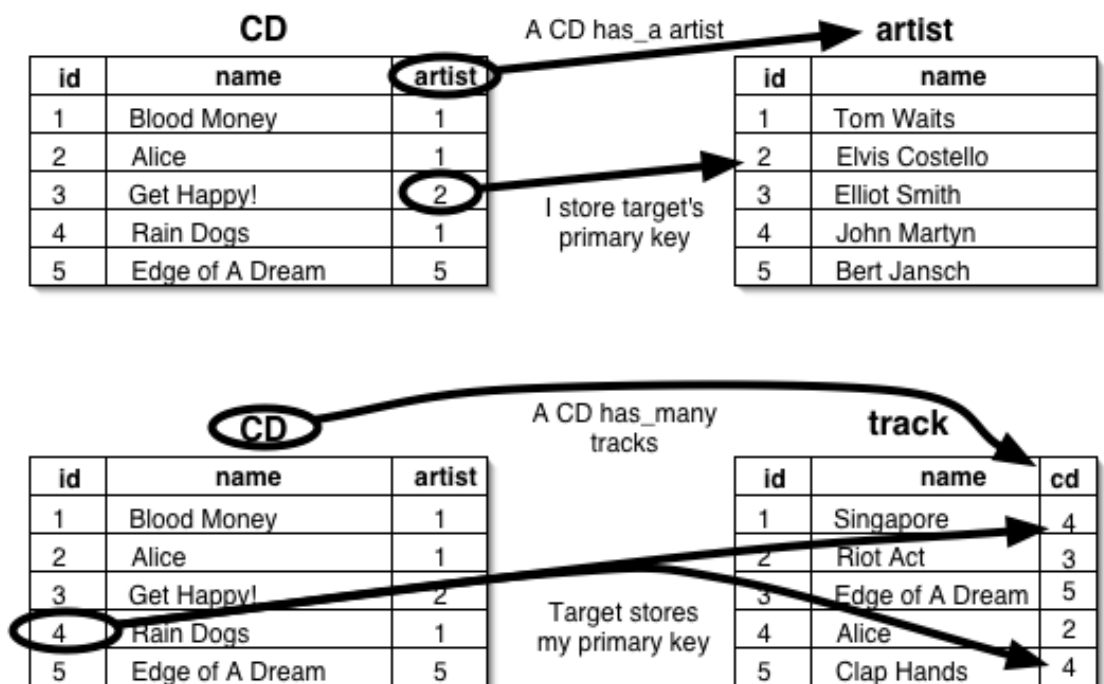 CD
A CD has_a artist
artist
id name artist
1 Blood Money 1
2 Alice 1
3 Get Happy! 2
4 Rain Dogs 1
5 Edge of A Dream 5
I store target's
primary key
id name
1 Tom Waits
2 Elvis Costello
3 Elliot Smith
4 John Martyn
5 Bert Jansch
CD
A CD has_many
tracks
track
id name artist
1 Blood Money 1
2 Alice 1
3 Get Happy! 2
4 Rain Dogs 1
5 Edge of A Dream 5
Target stores
my primary key
id name cd
1 Singapore 4
2 Riot Act 3
3 Edge of A Dream 5
4 Alice 2
5 Clap Hands 4